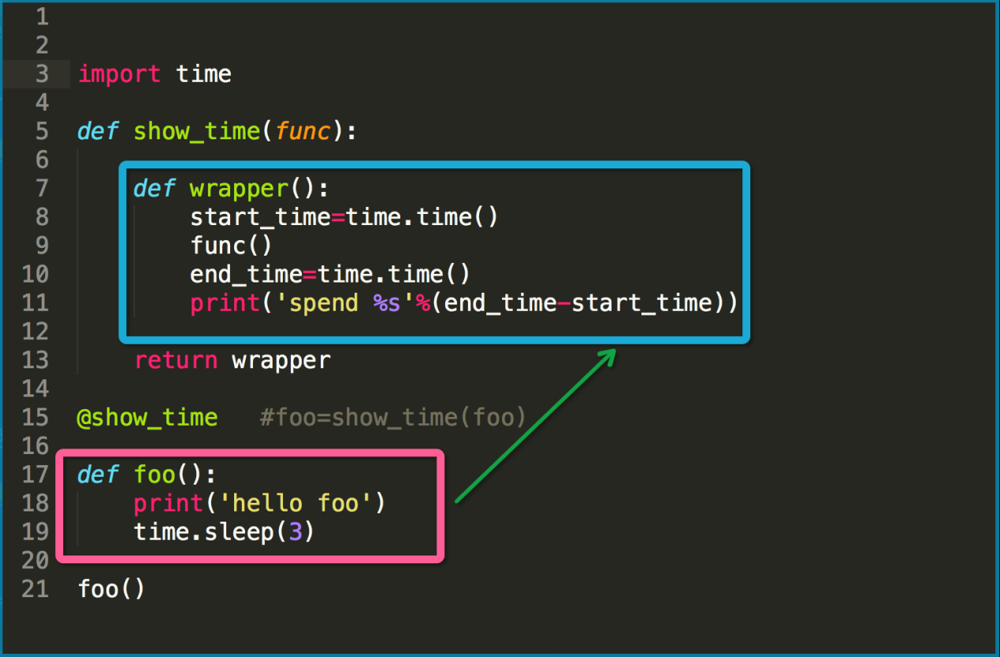 1
2
3 import time
4
5 def show_time(func):
6
7 def wrapper():
8 start_time=time.time()
9 func()
10 end_time=time.time()
11 print('spend %s'%(end_time-start_time))
12
13 return wrapper
14
15 @show_time #foo=show_time(foo)
16
17 def foo():
18 print('hello foo')
19 time.sleep(3)
20
21 foo()